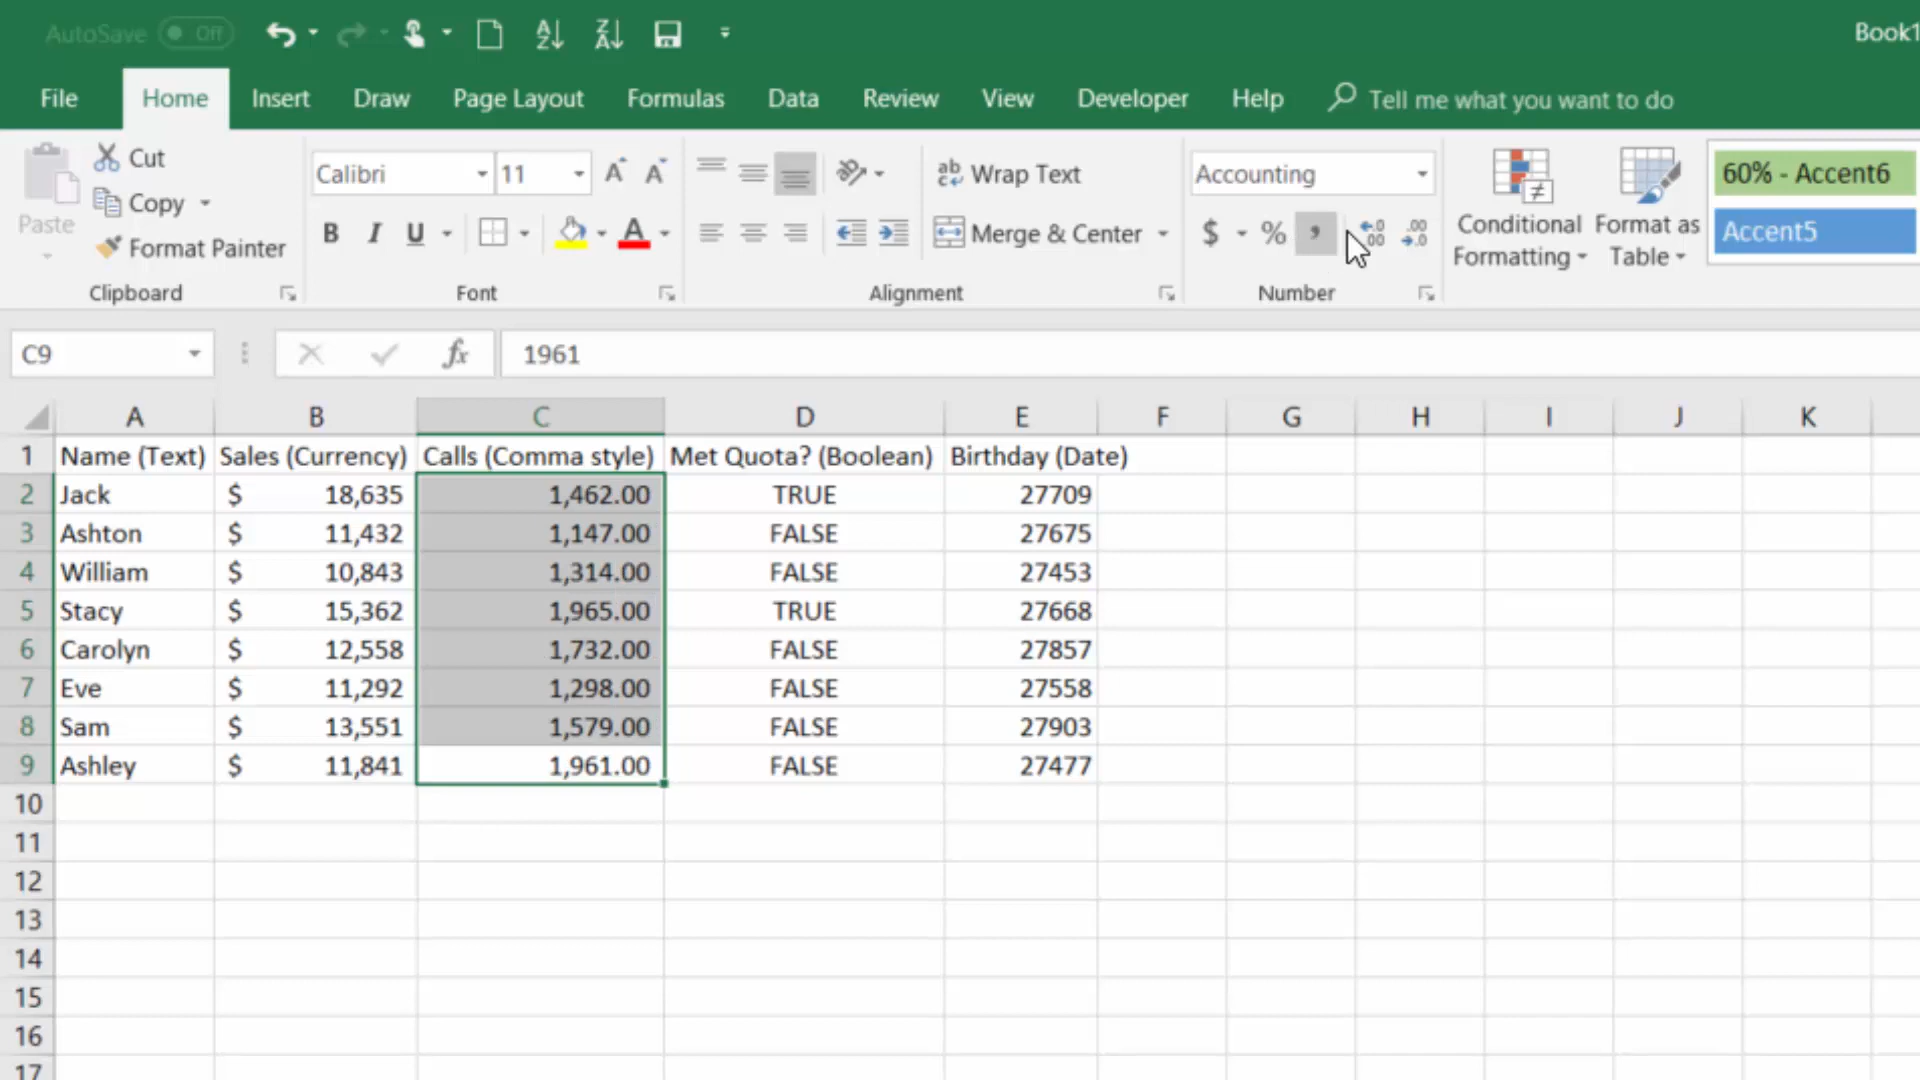 AutoSave Off Book1
File Home Insert Draw Page Layout Formulas Data Review View Developer Help Tell me what you want to do
Cut
Copy
Paste
Format Painter
Clipboard
Calibri 11
B I U A
Font
Wrap Text
Merge & Center
Alignment
Accounting
$ % , .0 .00 .00 .0
Number
Conditional Formatting
Format as Table
60% - Accent6
Accent5
C9 fx 1961
A B C D E F G H I J K
1 Name (Text) Sales (Currency) Calls (Comma style) Met Quota? (Boolean) Birthday (Date)
2 Jack $ 18,635 1,462.00 TRUE 27709
3 Ashton $ 11,432 1,147.00 FALSE 27675
4 William $ 10,843 1,314.00 FALSE 27453
5 Stacy $ 15,362 1,965.00 TRUE 27668
6 Carolyn $ 12,558 1,732.00 FALSE 27857
7 Eve $ 11,292 1,298.00 FALSE 27558
8 Sam $ 13,551 1,579.00 FALSE 27903
9 Ashley $ 11,841 1,961.00 FALSE 27477
10
11
12
13
14
15
16
17